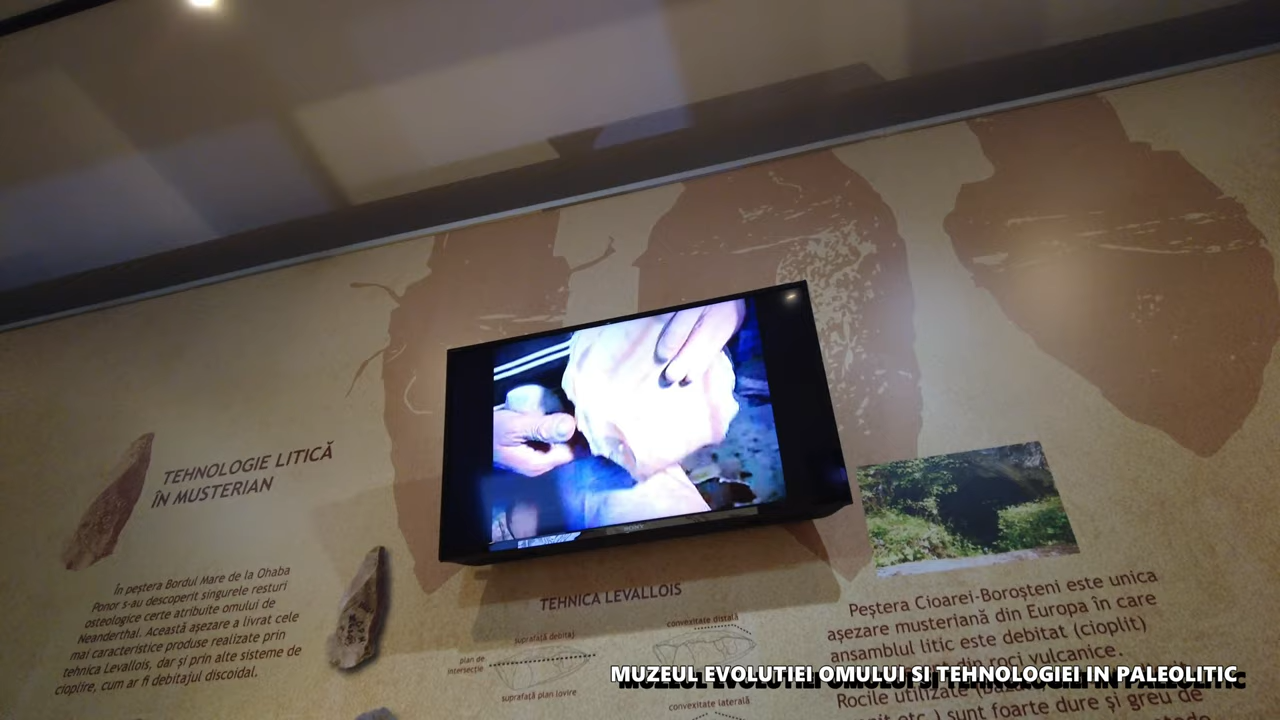 TEHNOLOGIE LITICĂ
ÎN MUSTERIAN
În peștera Bordul Mare de la Ohaba
Ponor s-au descoperit singurele resturi
osteologice certe atribuite omului de
Neanderthal. Această așezare a livrat cele
mai caracteristice produse realizate prin
tehnica Levallois, dar și prin alte sisteme de
cioplire, cum ar fi debitajul discoidal.
SONY
TEHNICA LEVALLOIS
suprafață debitaj
plan de
intersecție
suprafață plan lovire
convexitate distală
convexitate laterală
Peștera Cioarei-Boroșteni este unica
așezare musteriană din Europa în care
ansamblul litic este debitat (cioplit)
din roci vulcanice.
Rocile utilizate
etc.) sunt foarte dure și greu de
MUZEUL EVOLUTIEI OMULUI SI TEHNOLOGIEI IN PALEOLITIC